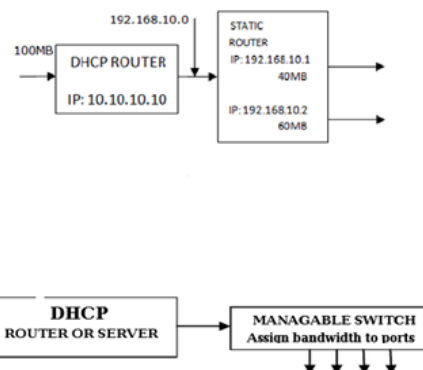 192.168.10.0
100MB
DHCP ROUTER
IP: 10.10.10.10
STATIC
ROUTER
IP: 192.168.10.1
40MB
IP: 192.168.10.2
60MB
DHCP
ROUTER OR SERVER
MANAGABLE SWITCH
Assign bandwidth to ports